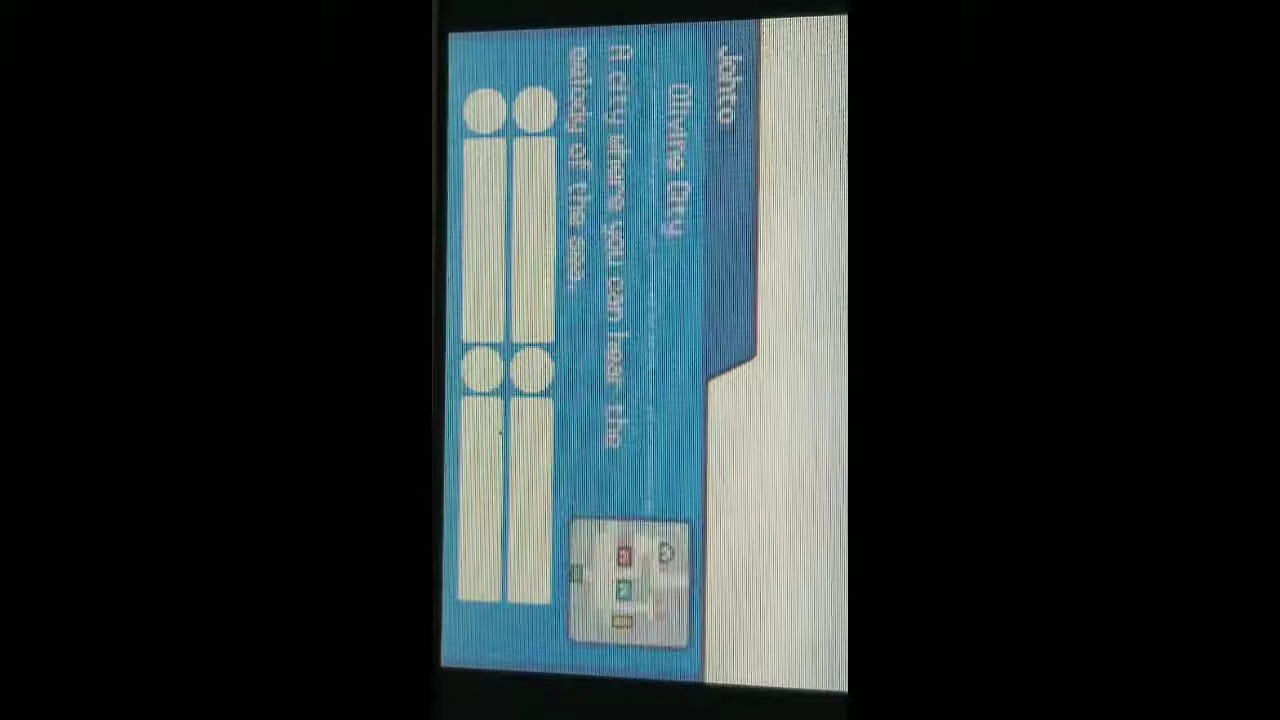 Johto
Olivine City
A city where you can hear the
melody of the sea.